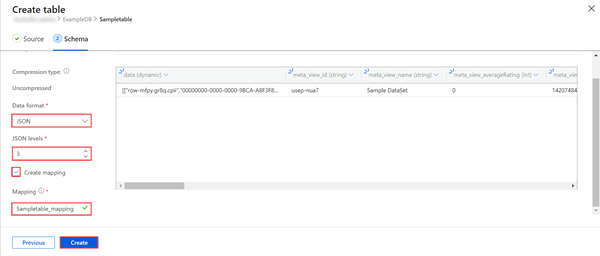 Create table
> ExampleDB > Sampletable
Source
2 Schema
Compression type:
Uncompressed
Data format *
JSON
JSON levels *
3
Create mapping
Mapping *
Sampletable_mapping
data (dynamic) meta_view_id (string) meta_view_name (string) meta_view_averageRating (int) meta_view
[["row-mfpy.gr8q.cpii","00000000-0000-0000-9BCA-A8F3F8... usep-nua7 Sample DataSet 0 14207484
Previous Create